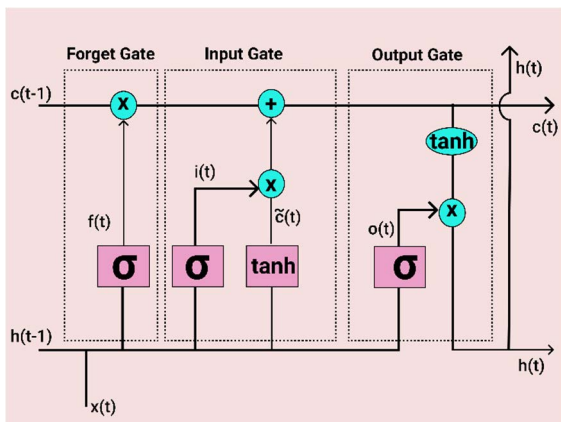 Forget Gate
Input Gate
Output Gate
h(t)
c(t-1)
x
+
c(t)
tanh
i(t)
x
x
f(t)
c̃(t)
o(t)
σ
σ
tanh
σ
h(t-1)
h(t)
x(t)